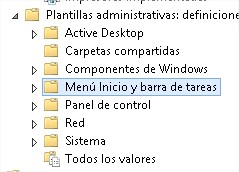 Plantillas administrativas: definicione
Active Desktop
Carpetas compartidas
Componentes de Windows
Menú Inicio y barra de tareas
Panel de control
Red
Sistema
Todos los valores